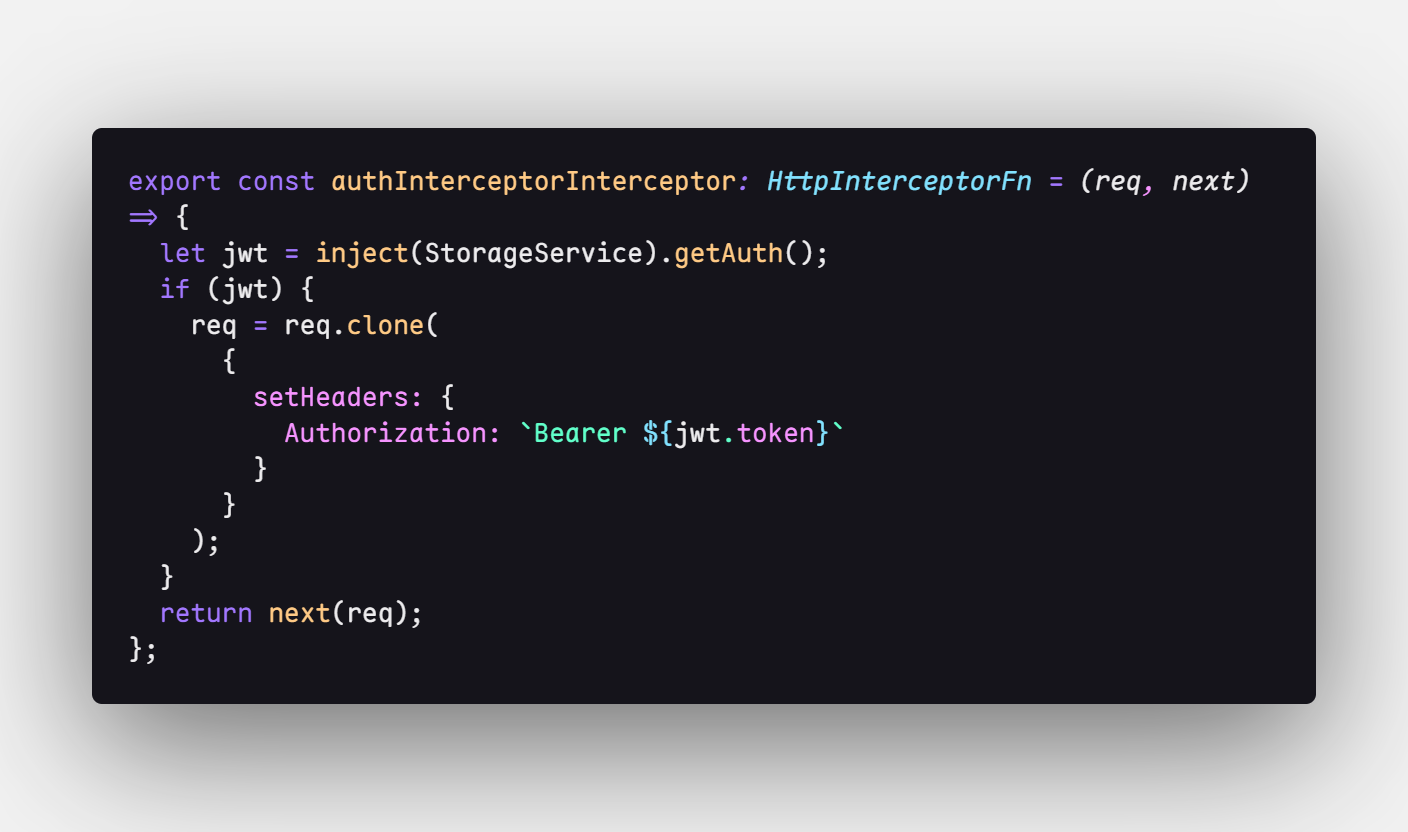 export const authInterceptorInterceptor: HttpInterceptorFn = (req, next)
=> {
  let jwt = inject(StorageService).getAuth();
  if (jwt) {
    req = req.clone(
      {
        setHeaders: {
          Authorization: `Bearer ${jwt.token}`
        }
      }
    );
  }
  return next(req);
};